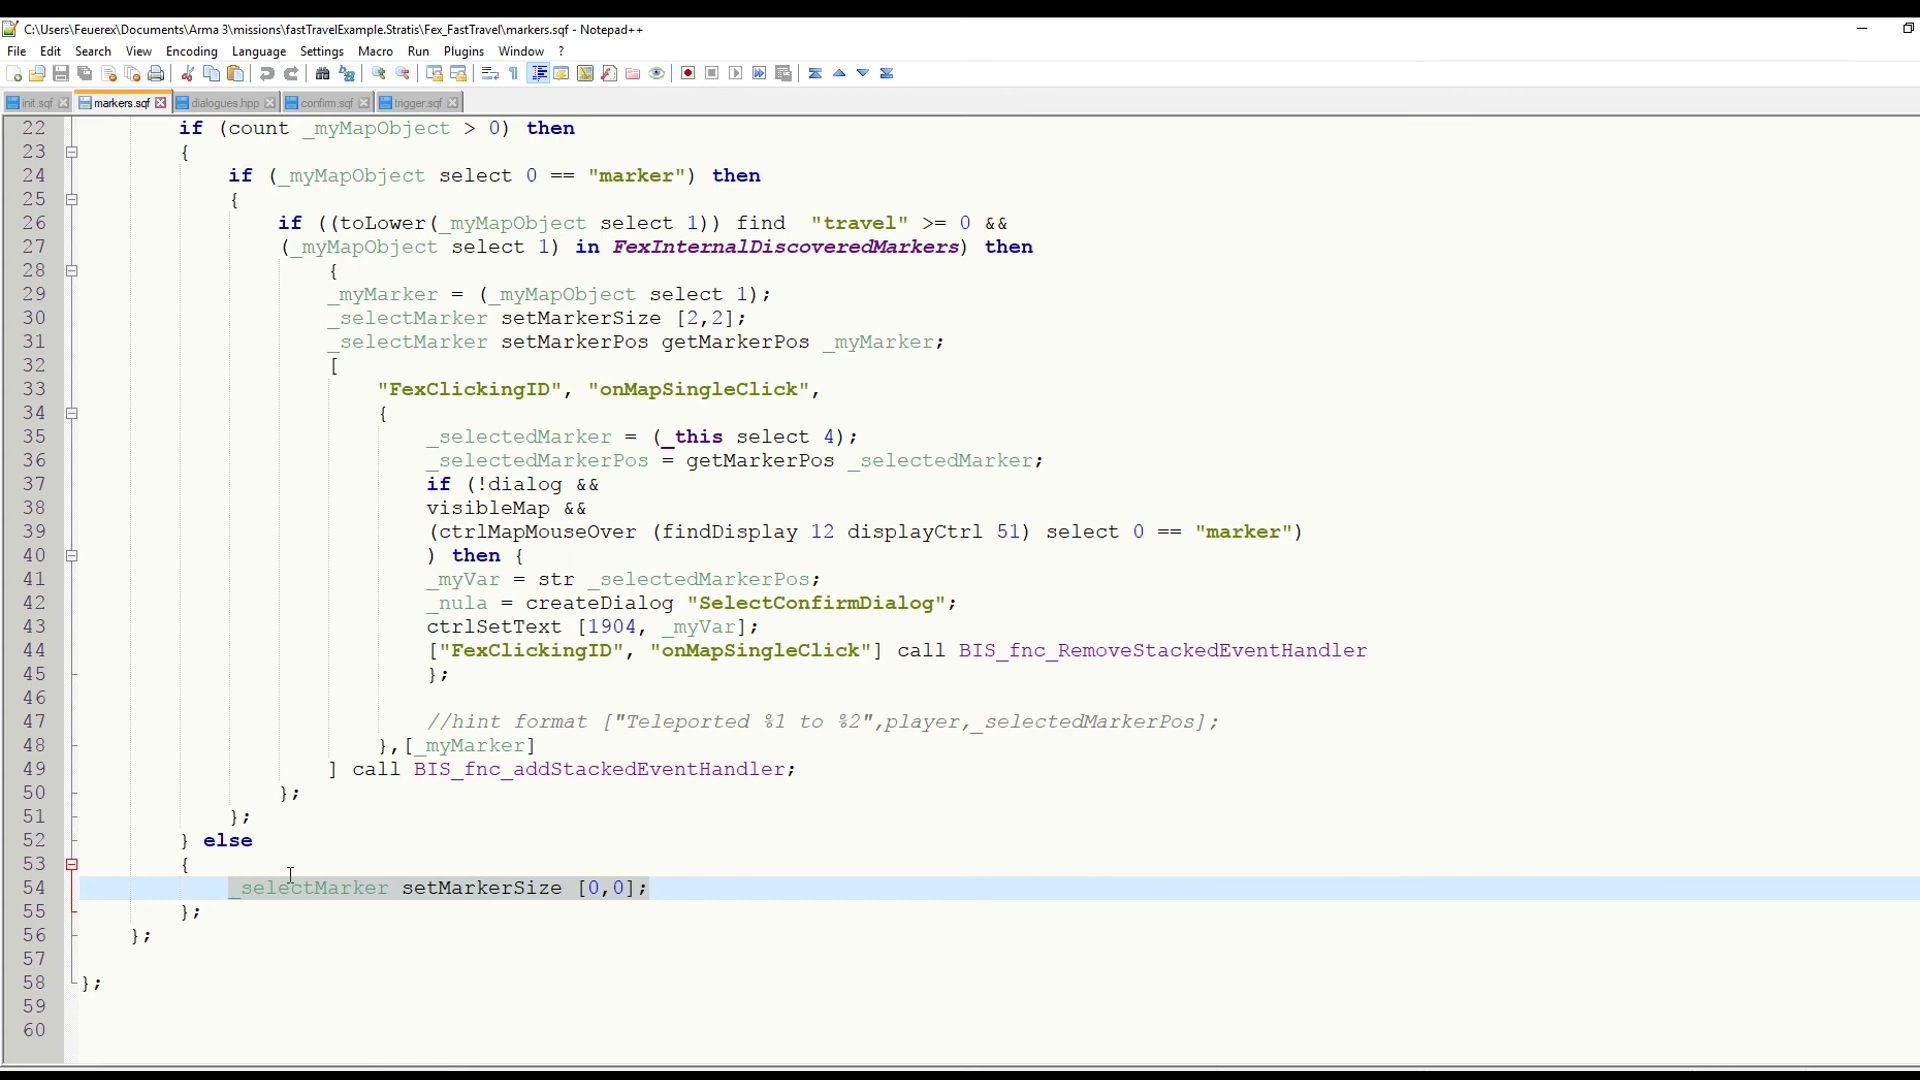 C:\Users\Feuerex\Documents\Arma 3\missions\fastTravelExample.Stratis\Fex_FastTravel\markers.sqf - Notepad++
File Edit Search View Encoding Language Settings Macro Run Plugins Window ?
init.sqf markers.sqf dialogues.hpp confirm.sqf trigger.sqf
22 if (count _myMapObject > 0) then
23 {
24 if (_myMapObject select 0 == "marker") then
25 {
26 if ((toLower(_myMapObject select 1)) find  "travel" >= 0 &&
27 (_myMapObject select 1) in FexInternalDiscoveredMarkers) then
28 {
29 _myMarker = (_myMapObject select 1);
30 _selectMarker setMarkerSize [2,2];
31 _selectMarker setMarkerPos getMarkerPos _myMarker;
32 [
33 "FexClickingID", "onMapSingleClick",
34 {
35 _selectedMarker = (_this select 4);
36 _selectedMarkerPos = getMarkerPos _selectedMarker;
37 if (!dialog &&
38 visibleMap &&
39 (ctrlMapMouseOver (findDisplay 12 displayCtrl 51) select 0 == "marker")
40 ) then {
41 _myVar = str _selectedMarkerPos;
42 _nula = createDialog "SelectConfirmDialog";
43 ctrlSetText [1904, _myVar];
44 ["FexClickingID", "onMapSingleClick"] call BIS_fnc_RemoveStackedEventHandler
45 };
46
47 //hint format ["Teleported %1 to %2",player,_selectedMarkerPos];
48 },[_myMarker]
49 ] call BIS_fnc_addStackedEventHandler;
50 };
51 };
52 } else
53 {
54 _selectMarker setMarkerSize [0,0];
55 };
56 };
57
58 };
59
60